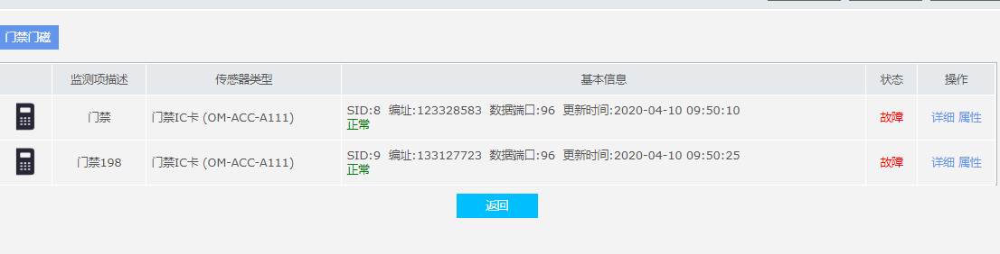 门禁门磁
监测项描述 传感器类型 基本信息 状态 操作
门禁 门禁IC卡 (OM-ACC-A111) SID:8 编址:123328583 数据端口:96 更新时间:2020-04-10 09:50:10 故障 详细 属性
正常
门禁198 门禁IC卡 (OM-ACC-A111) SID:9 编址:133127723 数据端口:96 更新时间:2020-04-10 09:50:25 故障 详细 属性
正常
返回